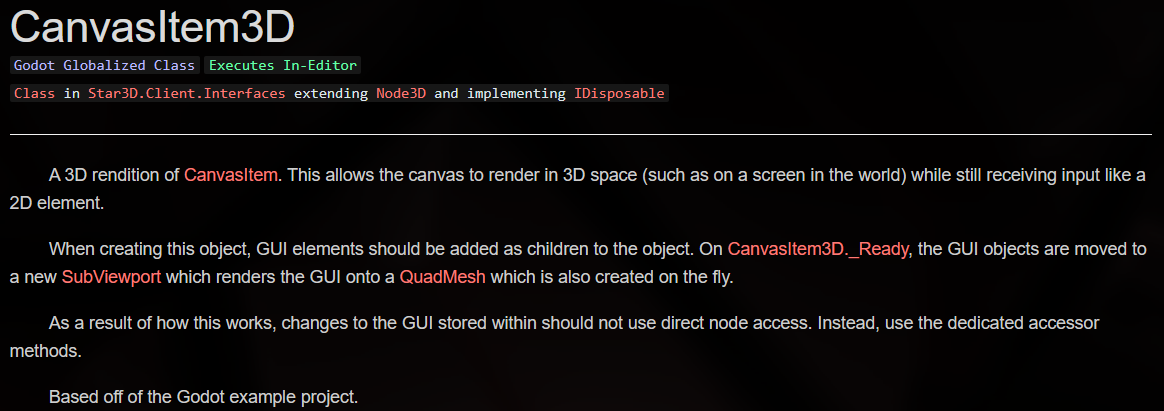 CanvasItem3D
Godot Globalized Class Executes In-Editor
Class in Star3D.Client.Interfaces extending Node3D and implementing IDisposable
A 3D rendition of CanvasItem. This allows the canvas to render in 3D space (such as on a screen in the world) while still receiving input like a
2D element.
When creating this object, GUI elements should be added as children to the object. On CanvasItem3D._Ready, the GUI objects are moved to
a new SubViewport which renders the GUI onto a QuadMesh which is also created on the fly.
As a result of how this works, changes to the GUI stored within should not use direct node access. Instead, use the dedicated accessor
methods.
Based off of the Godot example project.